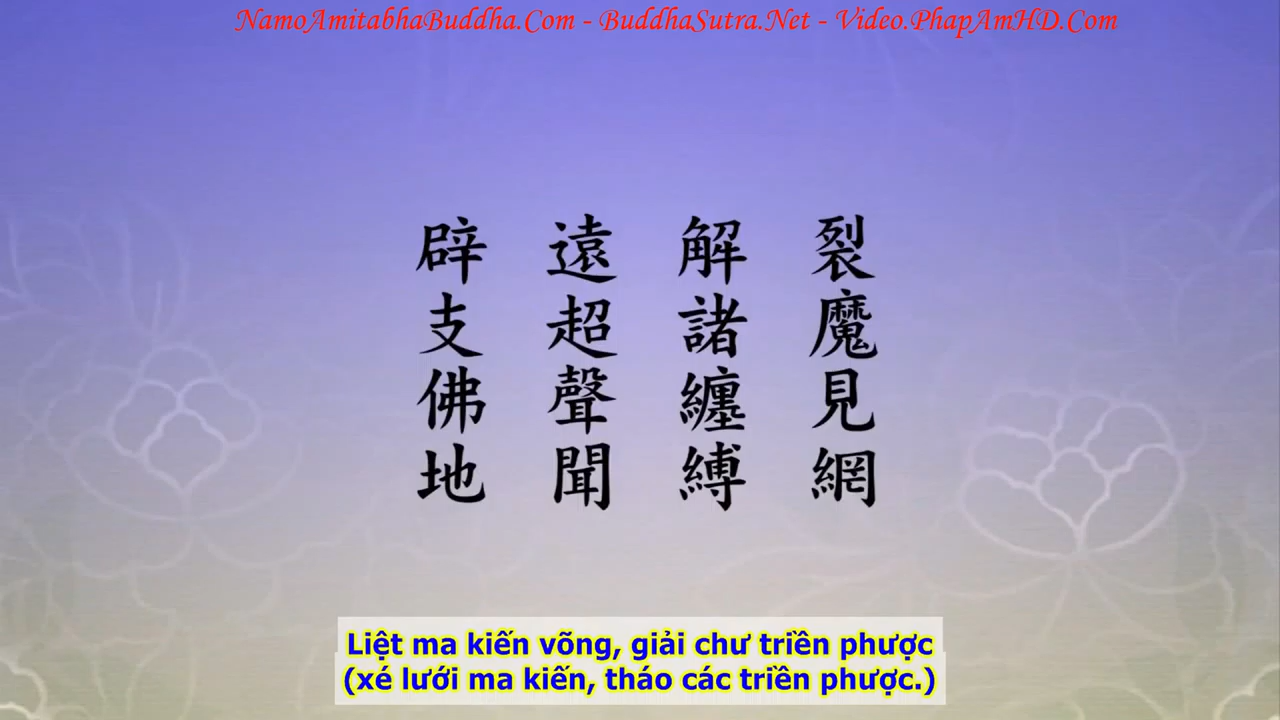 NamoAmitabhaBuddha.Com - BuddhaSutra.Net - Video.PhapAmHD.Com
裂魔見網
解諸纏縛
遠超聲聞
辟支佛地
Liệt ma kiến võng, giải chư triền phược
(xé lưới ma kiến, tháo các triền phược.)